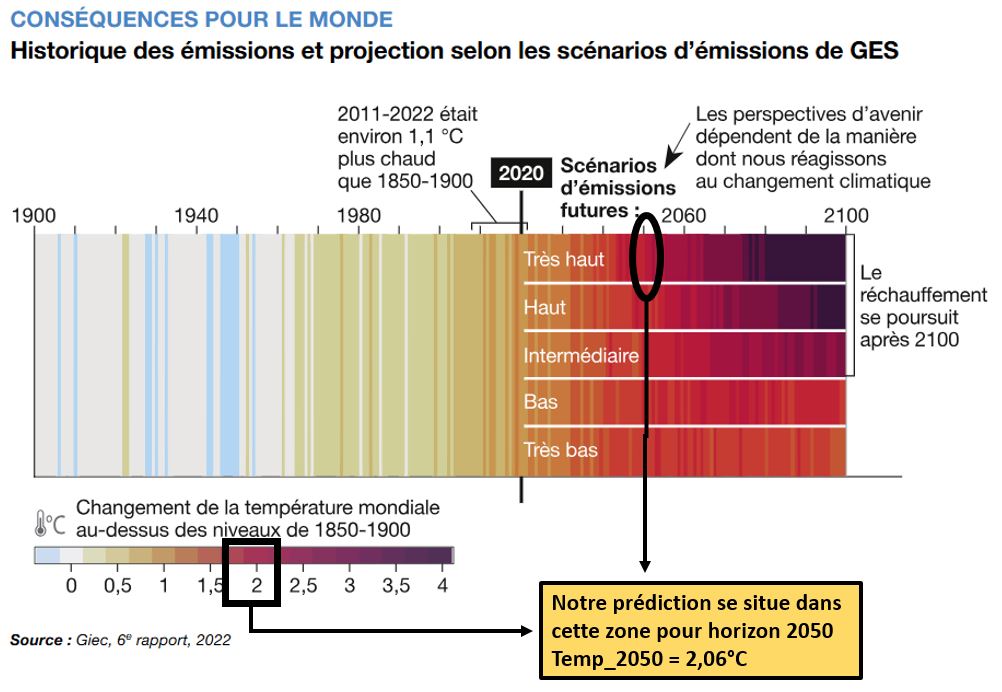 CONSÉQUENCES POUR LE MONDE
Historique des émissions et projection selon les scénarios d'émissions de GES
2011-2022 était
environ 1,1 °C
plus chaud
que 1850-1900
2020
Scénarios
d'émissions
futures :
Les perspectives d'avenir
dépendent de la manière
dont nous réagissons
au changement climatique
1900 1940 1980 2060 2100
Très haut
Haut
Intermédiaire
Bas
Très bas
Le
réchauffement
se poursuit
après 2100
°C
Changement de la température mondiale
au-dessus des niveaux de 1850-1900
0 0,5 1 1,5 2 2,5 3 3,5 4
Notre prédiction se situe dans
cette zone pour horizon 2050
Temp_2050 = 2,06°C
Source : Giec, 6e rapport, 2022